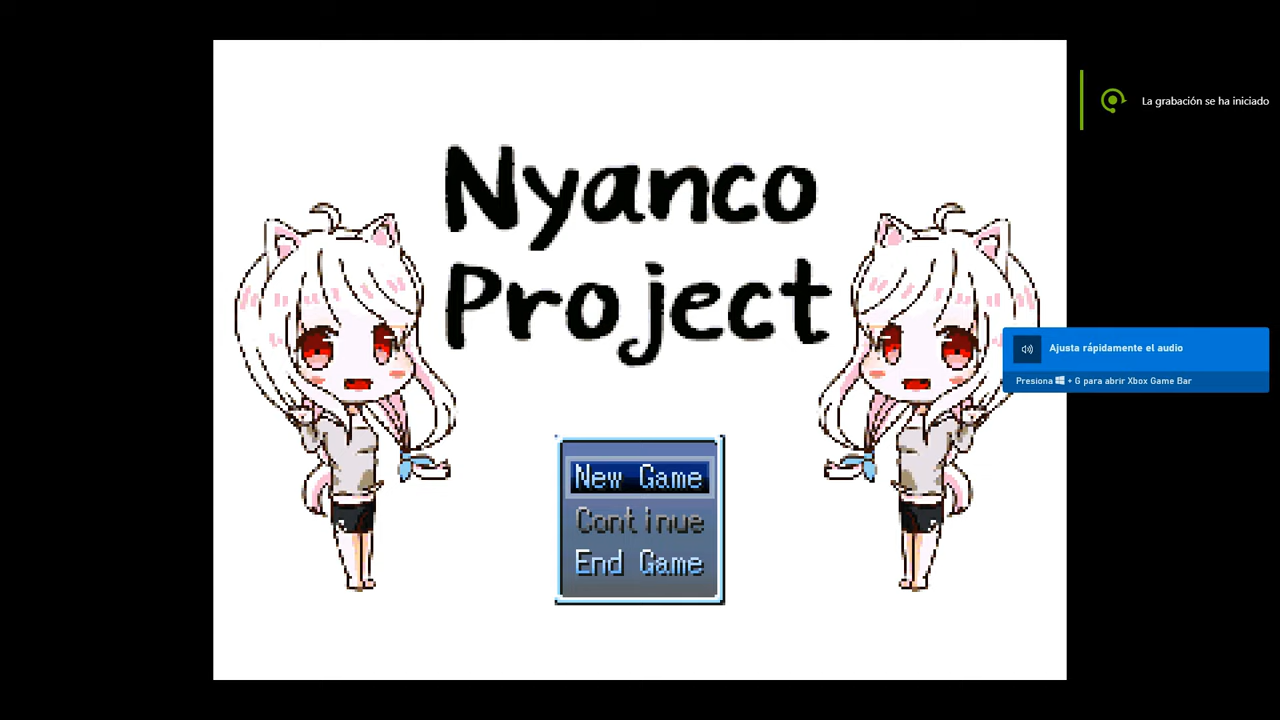 Nyanco
Project
New Game
Continue
End Game
La grabación se ha iniciado
Ajusta rápidamente el audio
Presiona + G para abrir Xbox Game Bar